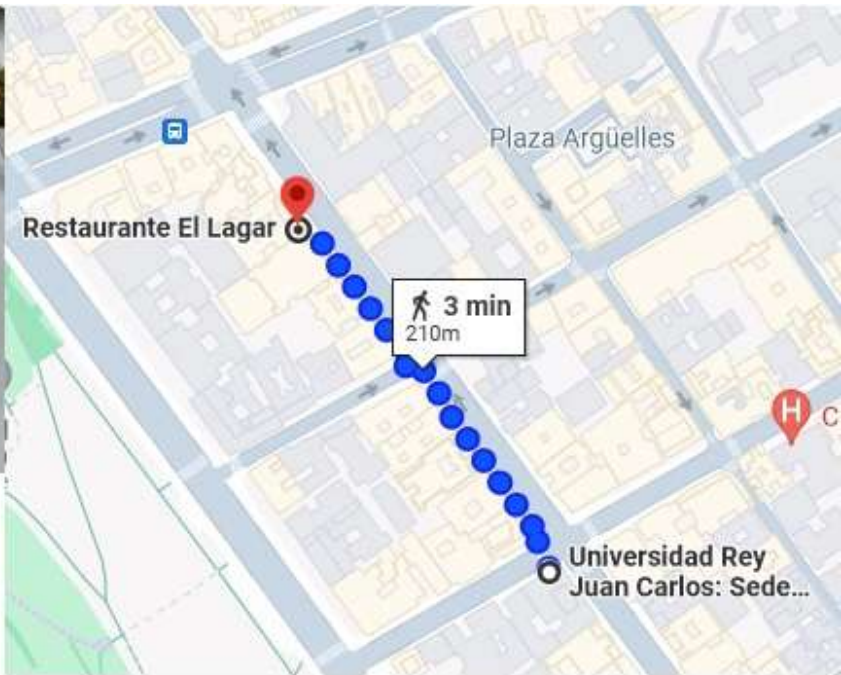 Plaza Argüelles
Restaurante El Lagar
3 min
210m
H
C
Universidad Rey
Juan Carlos: Sede...